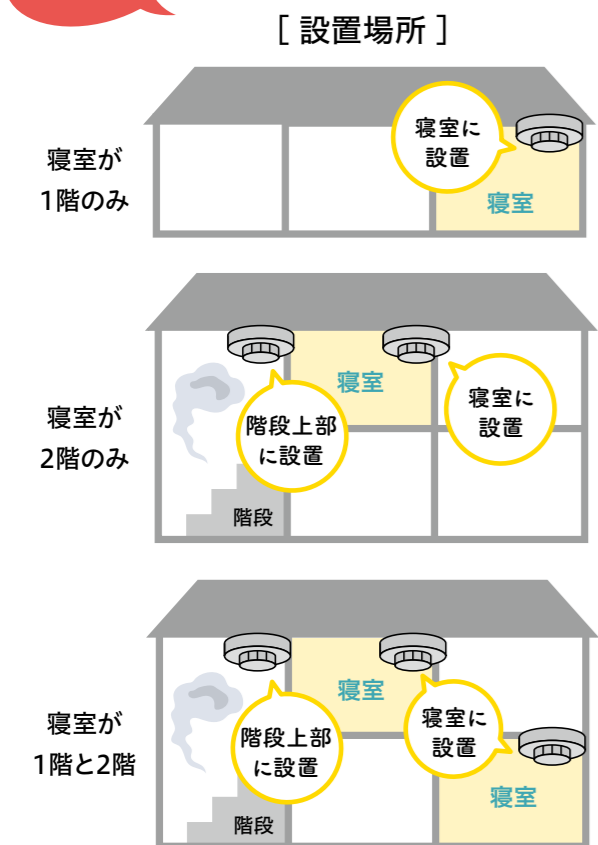 ［設置場所］
寝室が
1階のみ
寝室に
設置
寝室
寝室が
2階のみ
寝室
階段上部
に設置
寝室に
設置
階段
寝室が
1階と2階
寝室
階段上部
に設置
寝室に
設置
寝室
階段